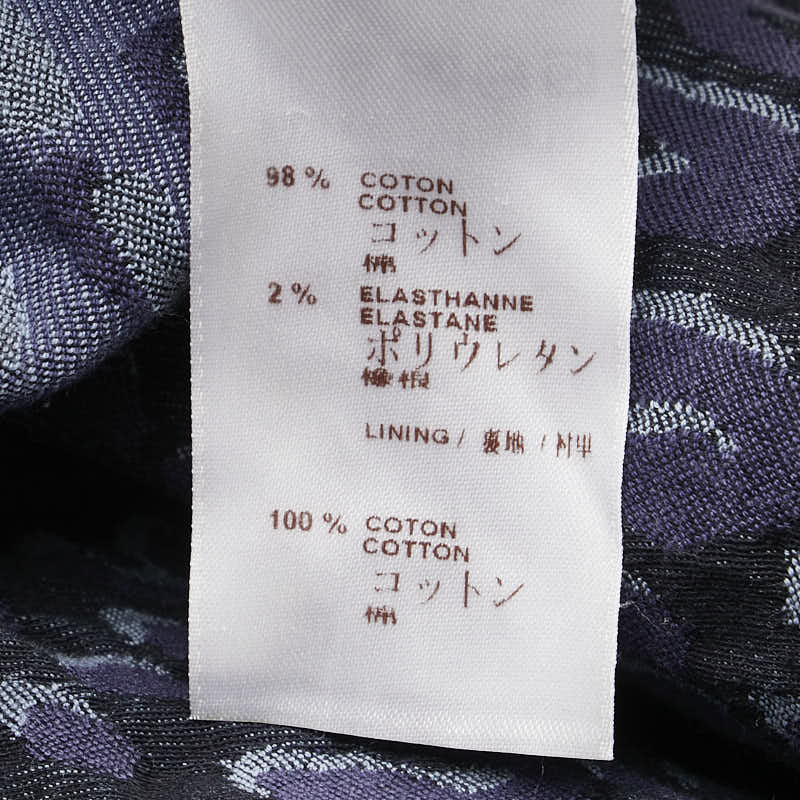 98 % COTON
COTTON
コットン
棉
2 % ELASTHANNE
ELASTANE
ポリウレタン
LINING / 裏地 /
100 % COTON
COTTON
コットン
棉